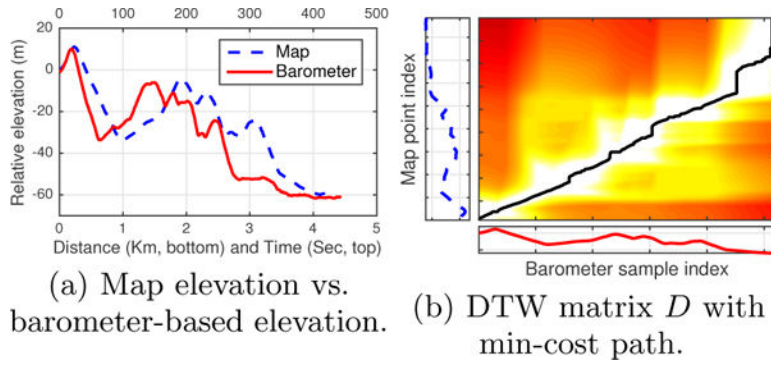 0 100 200 300 400 500
20
0
-20
-40
-60
Relative elevation (m)
Map
Barometer
0 1 2 3 4 5
Distance (Km, bottom) and Time (Sec, top)
(a) Map elevation vs.
barometer-based elevation.
Map point index
Barometer sample index
(b) DTW matrix D with
min-cost path.